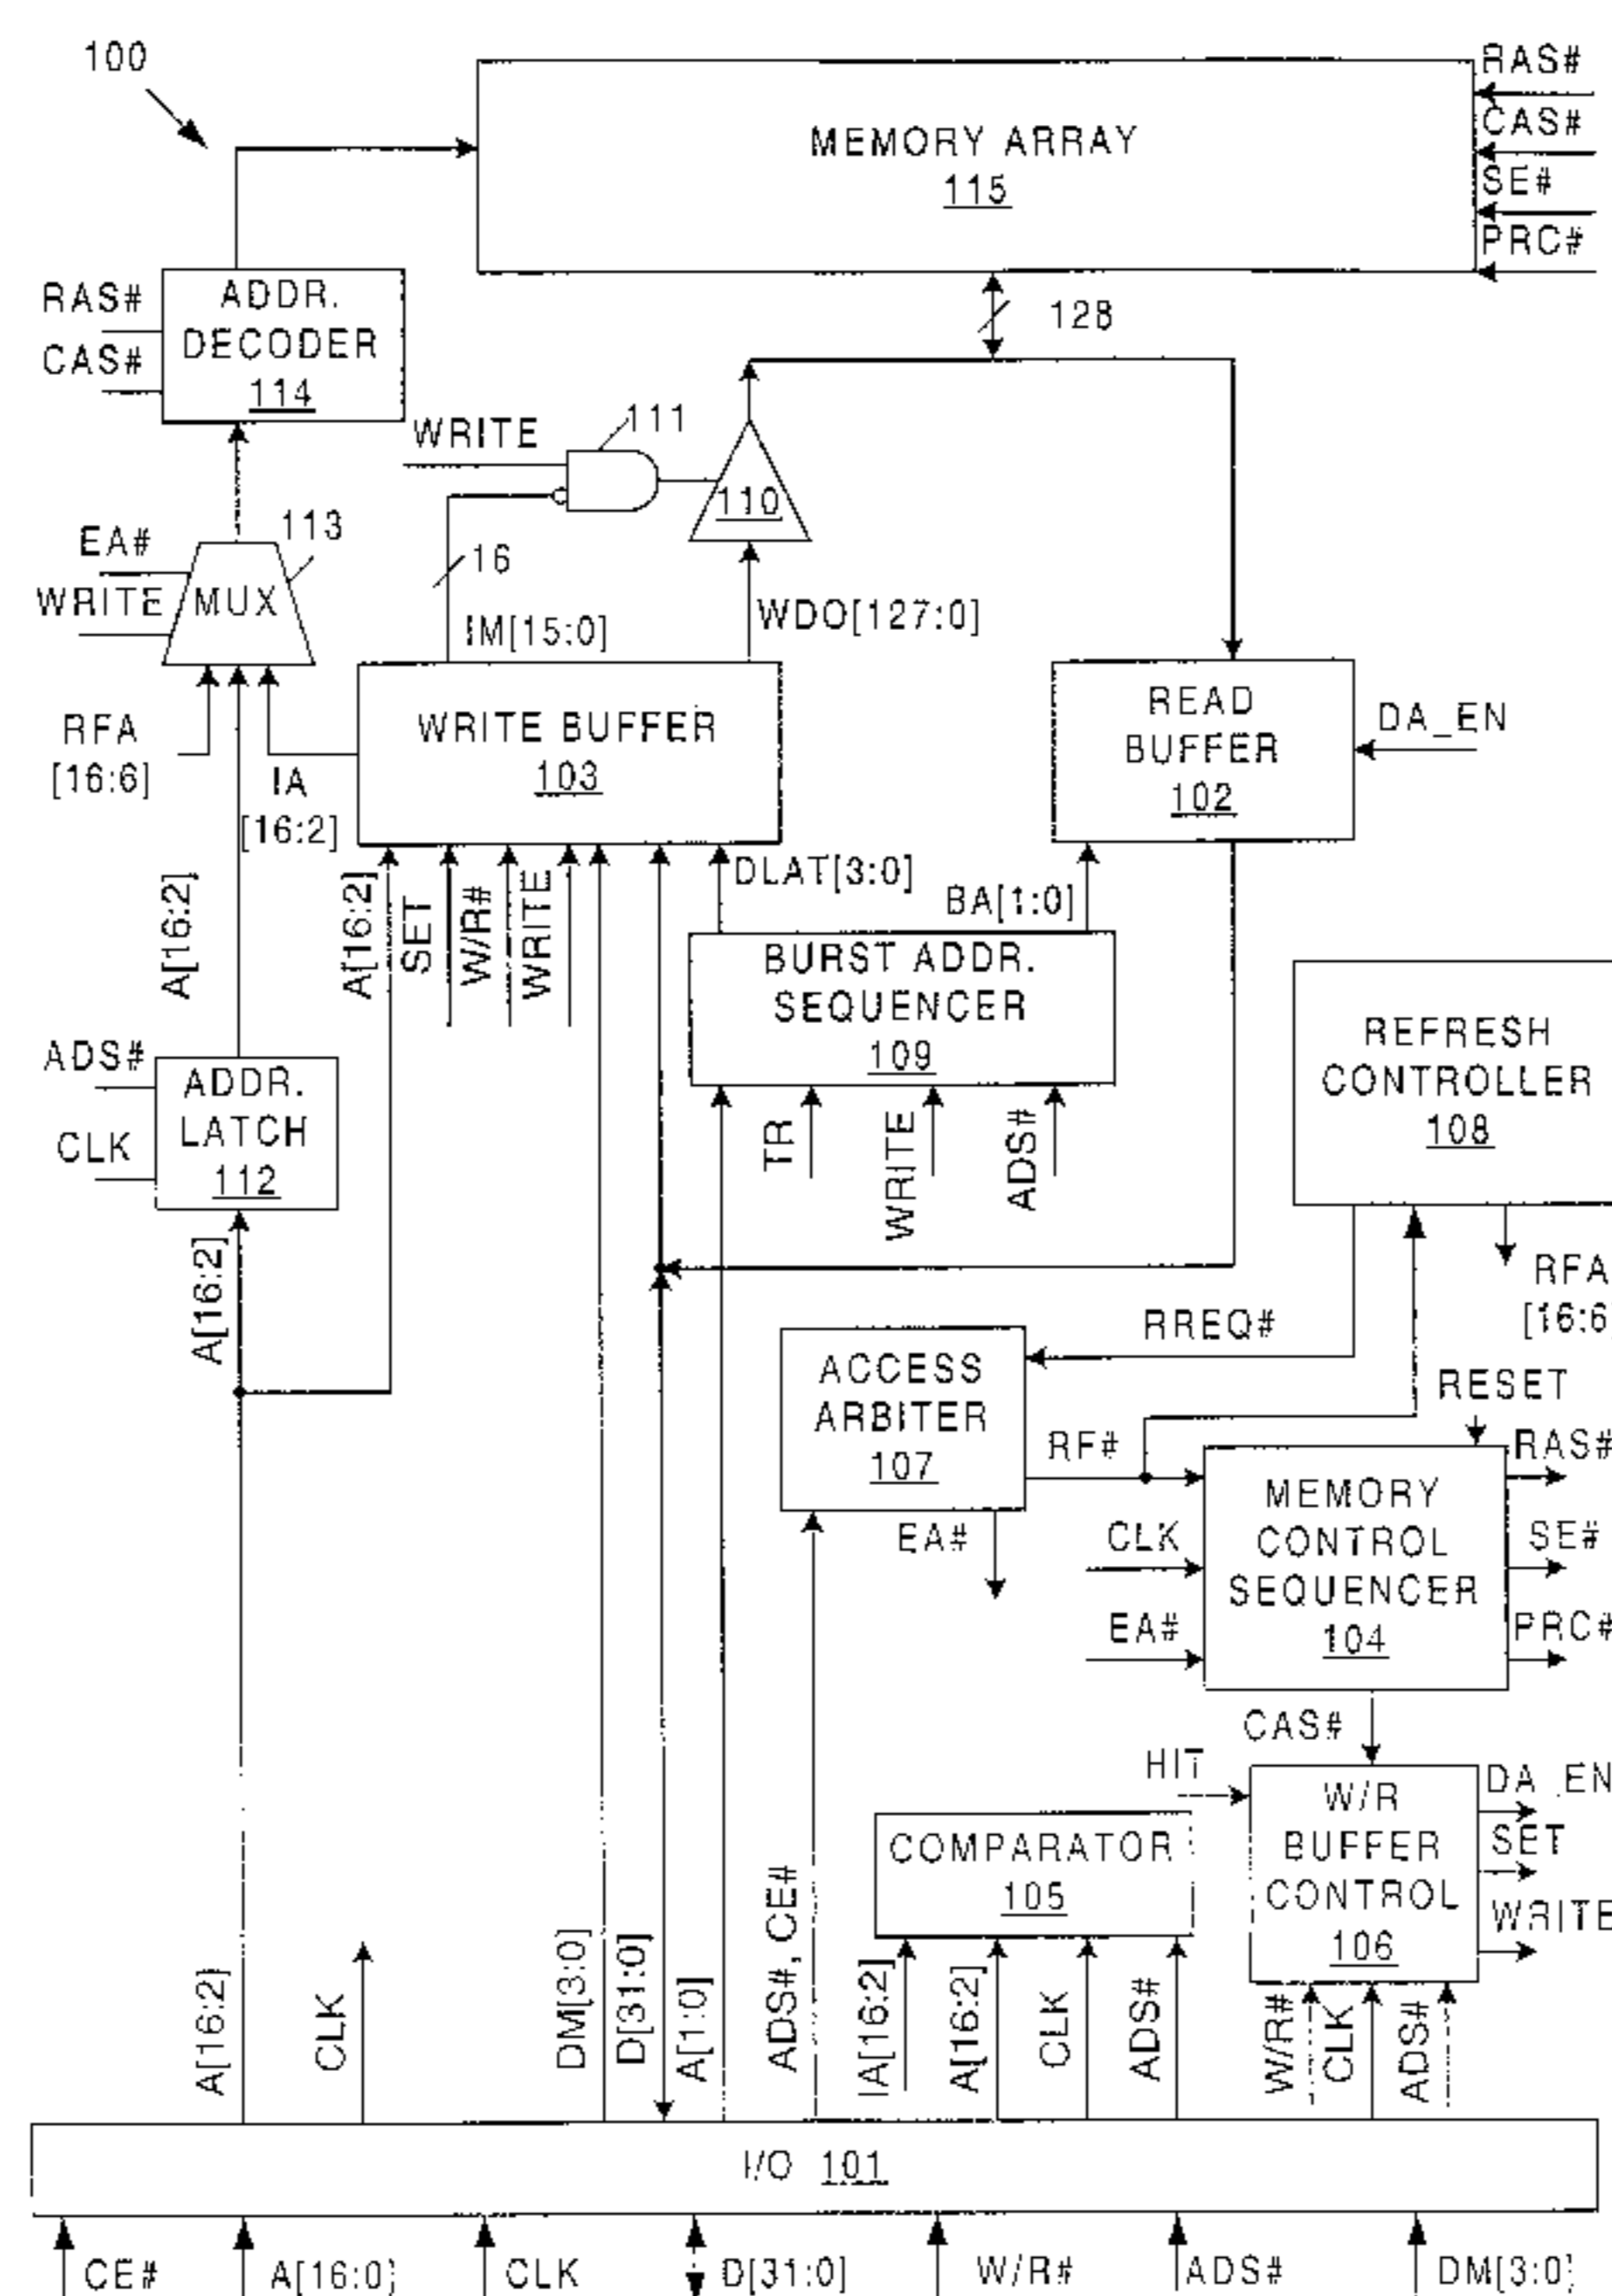 100
MEMORY ARRAY
115
RAS#
CAS#
SE#
PRC#
RAS#
CAS#
ADDR.
DECODER
114
128
WRITE
111
110
EA#
WRITE
MUX
113
16
IM[15:0]
WDO[127:0]
RFA
[16:6]
IA
[16:2]
WRITE BUFFER
103
READ
BUFFER
102
DA_EN
A[16:2]
A[16:2]
SET
W/R#
WRITE
DLAT[3:0]
BA[1:0]
BURST ADDR.
SEQUENCER
109
REFRESH
CONTROLLER
108
ADS#
CLK
ADDR.
LATCH
112
TR
WRITE
ADS#
A[16:2]
RFA
[16:6
RREQ#
ACCESS
ARBITER
107
RESET
RF#
EA#
CLK
EA#
MEMORY
CONTROL
SEQUENCER
104
RAS#
SE#
PRC#
CAS#
HIT
W/R
BUFFER
CONTROL
106
DA_EN
SET
WRITE
COMPARATOR
105
A[16:2]
CLK
DM[3:0]
D[31:0]
A[1:0]
ADS#, CE#
IA[16:2]
A[16:2]
CLK
ADS#
W/R#
CLK
ADS#
I/O 101
CE#
A[16:0]
CLK
D[31:0]
W/R#
ADS#
DM[3:0]